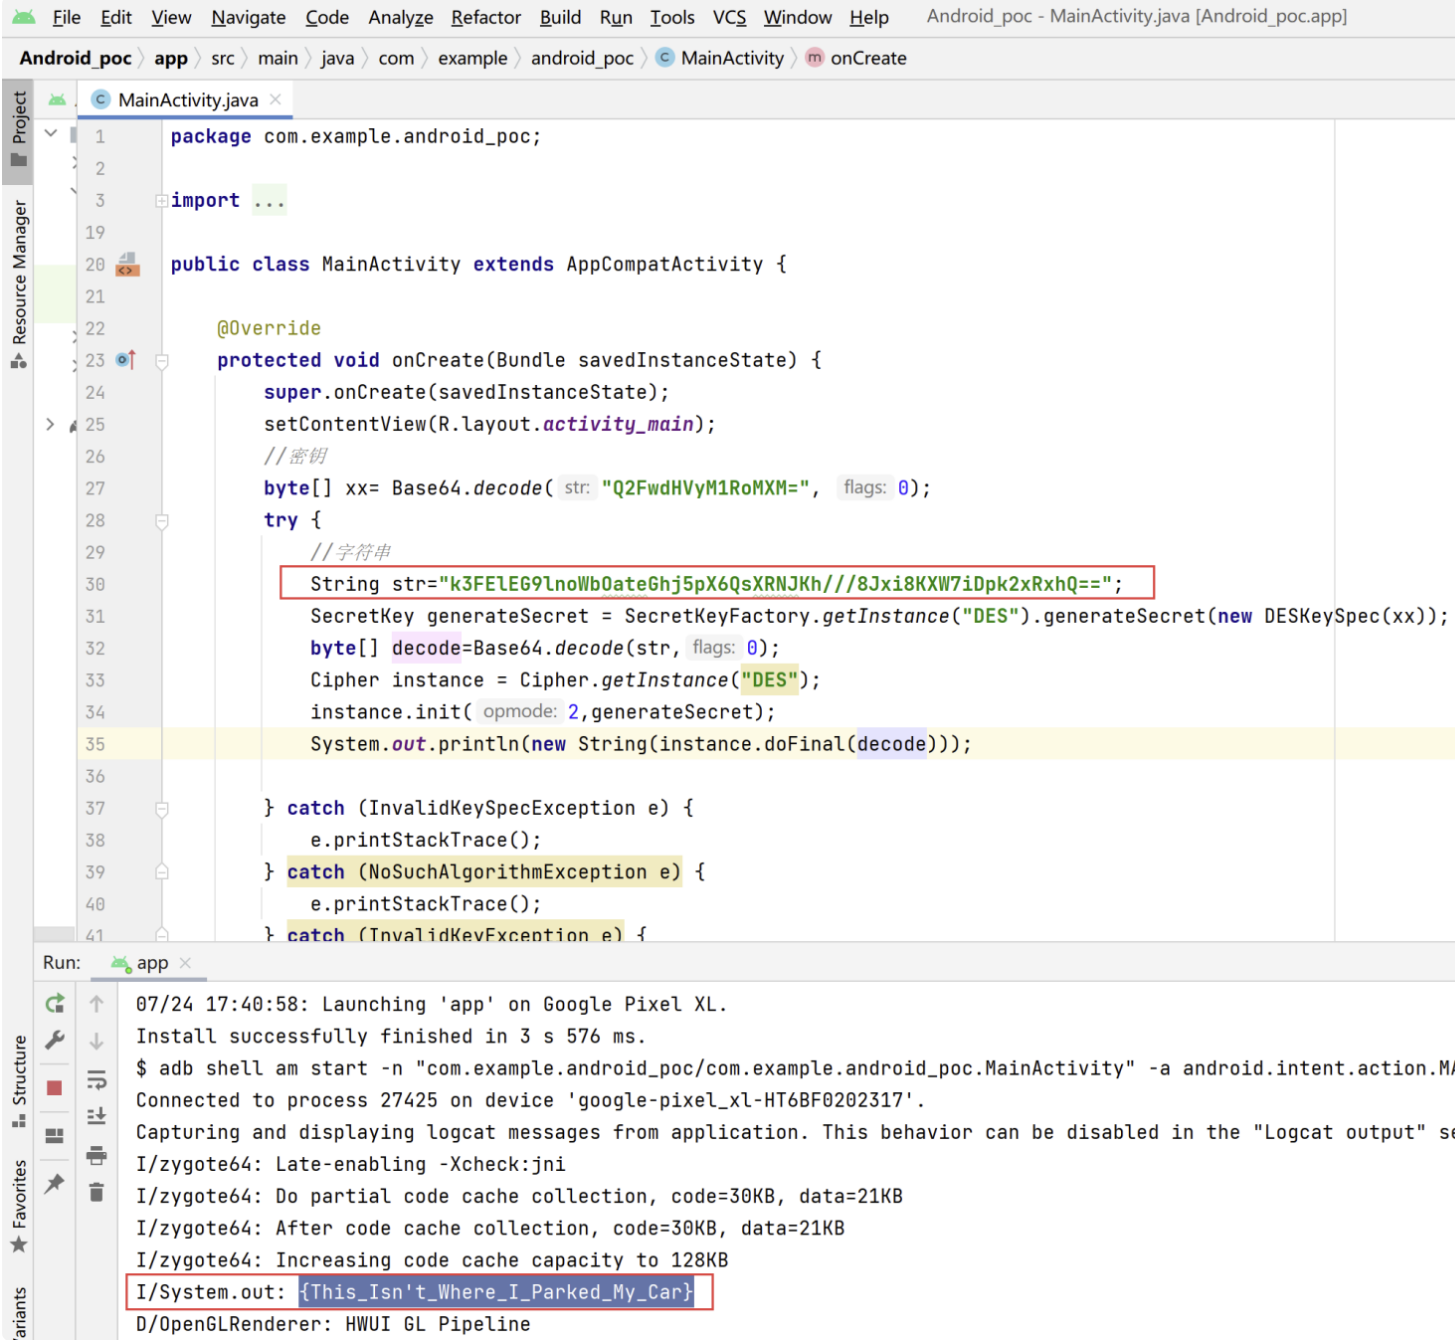 File Edit View Navigate Code Analyze Refactor Build Run Tools VCS Window Help Android_poc - MainActivity.java [Android_poc.app]
Android_poc app src main java com example android_poc MainActivity onCreate
MainActivity.java
Project
Resource Manager
1 package com.example.android_poc;
2
3 import ...
19
20 public class MainActivity extends AppCompatActivity {
21
22 @Override
23 protected void onCreate(Bundle savedInstanceState) {
24 super.onCreate(savedInstanceState);
25 setContentView(R.layout.activity_main);
26 //密钥
27 byte[] xx= Base64.decode( str: "Q2FwdHVyM1RoMXM=", flags: 0);
28 try {
29 //字符串
30 String str="k3FElEG9lnoWbOateGhj5pX6QsXRNJKh///8Jxi8KXW7iDpk2xRxhQ==";
31 SecretKey generateSecret = SecretKeyFactory.getInstance("DES").generateSecret(new DESKeySpec(xx));
32 byte[] decode=Base64.decode(str, flags: 0);
33 Cipher instance = Cipher.getInstance("DES");
34 instance.init( opmode: 2,generateSecret);
35 System.out.println(new String(instance.doFinal(decode)));
36
37 } catch (InvalidKeySpecException e) {
38 e.printStackTrace();
39 } catch (NoSuchAlgorithmException e) {
40 e.printStackTrace();
41 } catch (InvalidKeyException e) {
Run: app
Structure
Favorites
07/24 17:40:58: Launching 'app' on Google Pixel XL.
Install successfully finished in 3 s 576 ms.
$ adb shell am start -n "com.example.android_poc/com.example.android_poc.MainActivity" -a android.intent.action.MA
Connected to process 27425 on device 'google-pixel_xl-HT6BF0202317'.
Capturing and displaying logcat messages from application. This behavior can be disabled in the "Logcat output" se
I/zygote64: Late-enabling -Xcheck:jni
I/zygote64: Do partial code cache collection, code=30KB, data=21KB
I/zygote64: After code cache collection, code=30KB, data=21KB
I/zygote64: Increasing code cache capacity to 128KB
I/System.out: {This_Isn't_Where_I_Parked_My_Car}
D/OpenGLRenderer: HWUI GL Pipeline